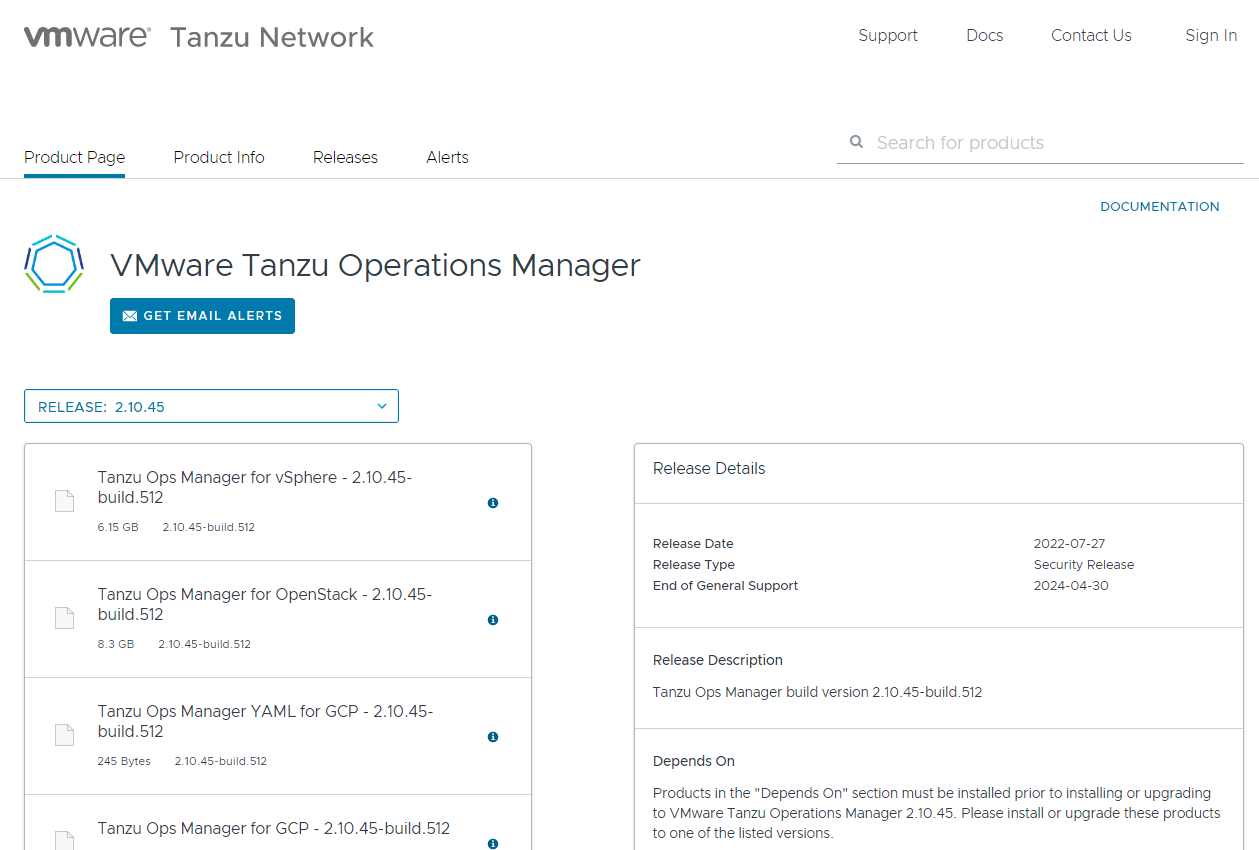 vmware® Tanzu Network
Support Docs Contact Us Sign In
Search for products
Product Page Product Info Releases Alerts
DOCUMENTATION
VMware Tanzu Operations Manager
GET EMAIL ALERTS
RELEASE: 2.10.45
Tanzu Ops Manager for vSphere - 2.10.45-
build.512
6.15 GB 2.10.45-build.512
Tanzu Ops Manager for OpenStack - 2.10.45-
build.512
8.3 GB 2.10.45-build.512
Tanzu Ops Manager YAML for GCP - 2.10.45-
build.512
245 Bytes 2.10.45-build.512
Tanzu Ops Manager for GCP - 2.10.45-build.512
Release Details
Release Date 2022-07-27
Release Type Security Release
End of General Support 2024-04-30
Release Description
Tanzu Ops Manager build version 2.10.45-build.512
Depends On
Products in the "Depends On" section must be installed prior to installing or upgrading
to VMware Tanzu Operations Manager 2.10.45. Please install or upgrade these products
to one of the listed versions.